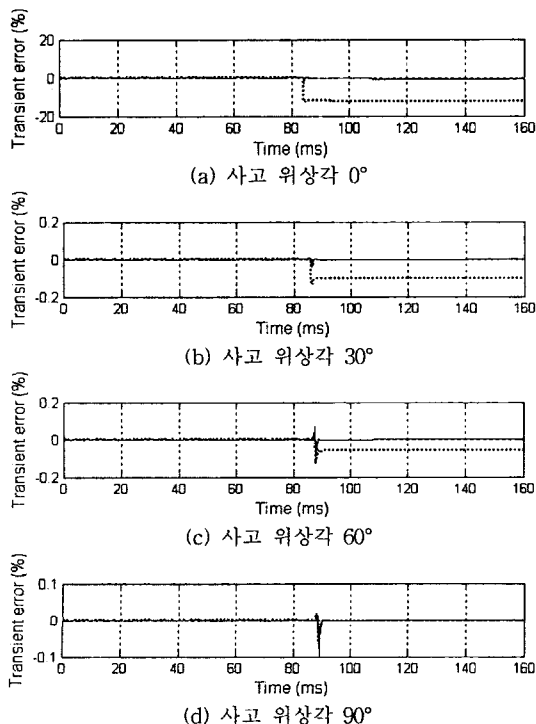 Transient error (%)
20
0
-20
0 20 40 60 80 100 120 140 160
Time (ms)
(a) 사고 위상각 0°
Transient error (%)
0.2
0
-0.2
0 20 40 60 80 100 120 140 160
Time (ms)
(b) 사고 위상각 30°
Transient error (%)
0.2
0
-0.2
0 20 40 60 80 100 120 140 160
Time (ms)
(c) 사고 위상각 60°
Transient error (%)
0.1
0
-0.1
0 20 40 60 80 100 120 140 160
Time (ms)
(d) 사고 위상각 90°